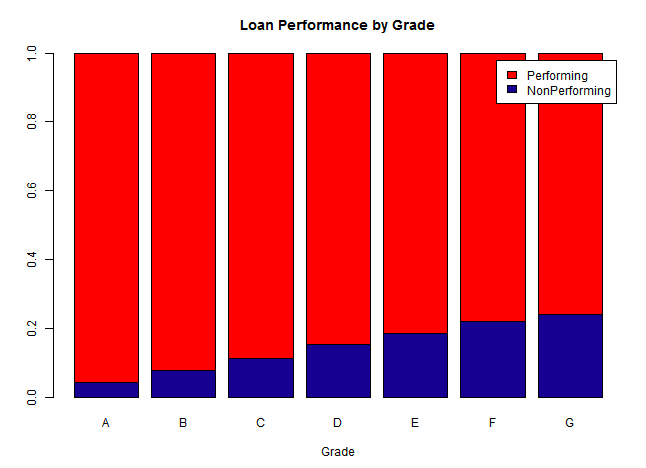 Loan Performance by Grade
Performing
NonPerforming
1.0
0.8
0.6
0.4
0.2
0.0
A B C D E F G
Grade